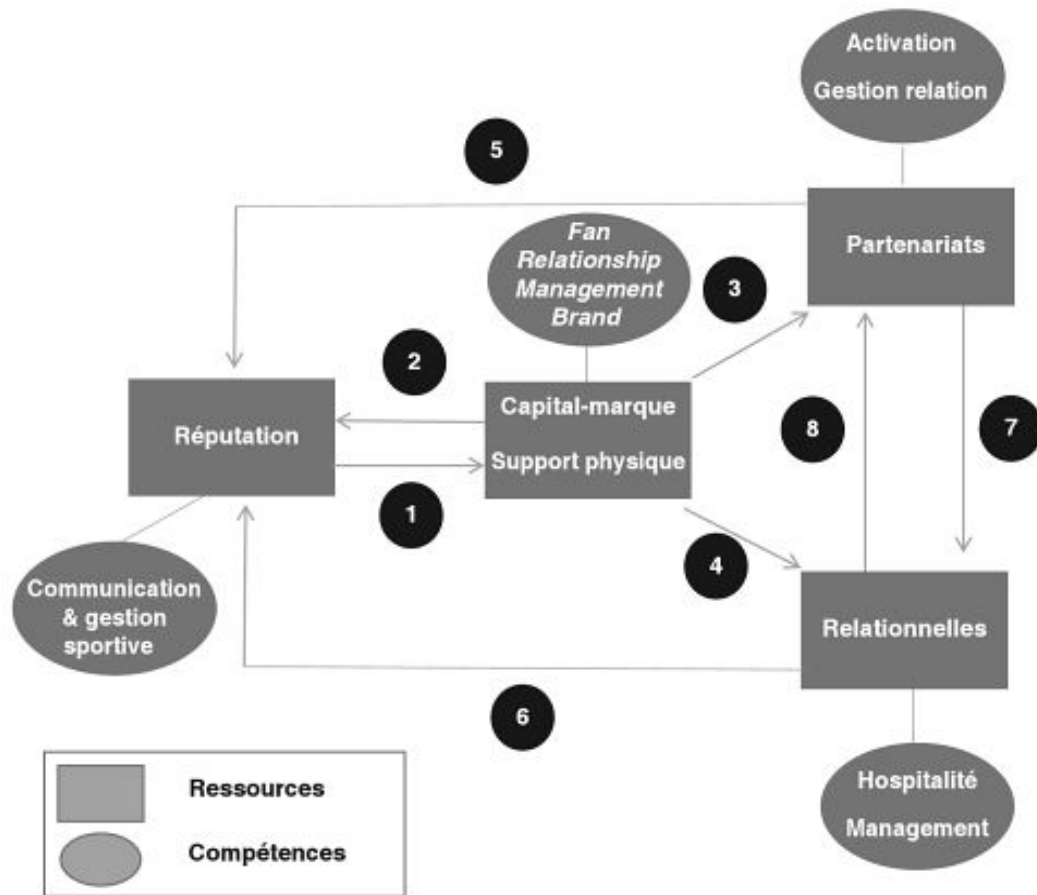 Activation
Gestion relation
5
Partenariats
Fan
Relationship
Management
Brand
3
2
Réputation
Capital-marque
Support physique
8
7
1
4
Communication
& gestion
sportive
Relationnelles
6
Ressources
Compétences
Hospitalité
Management